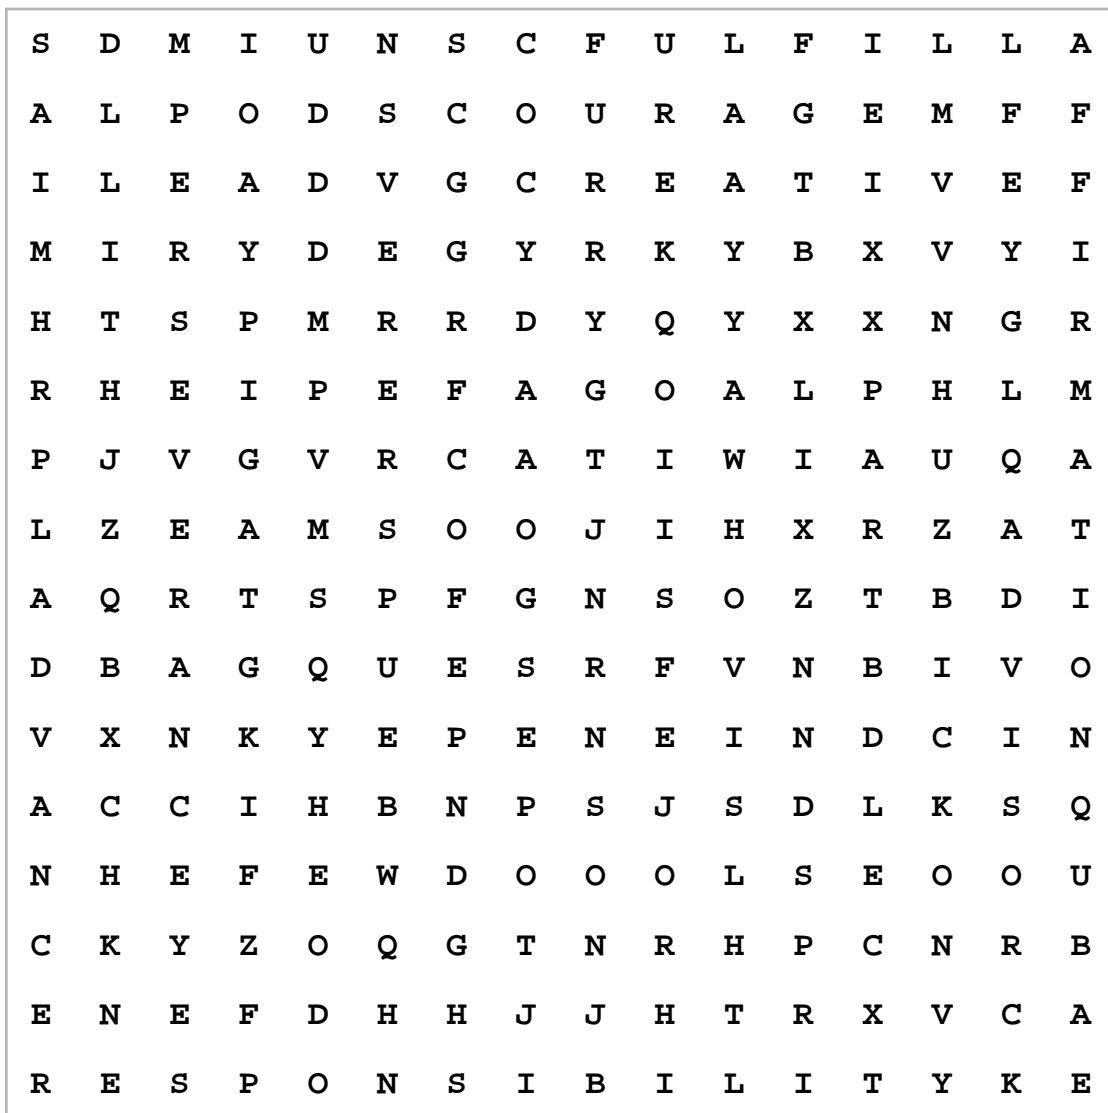 S D M I U N S C F U L F I L L A
A L P O D S C O U R A G E M F F
I L E A D V G C R E A T I V E F
M I R Y D E G Y R K Y B X V Y I
H T S P M R R D Y Q Y X X N G R
R H E I P E F A G O A L P H L M
P J V G V R C A T I W I A U Q A
L Z E A M S O O J I H X R Z A T
A Q R T S P F G N S O Z T B D I
D B A G Q U E S R F V N B I V O
V X N K Y E P E N E I N D C I N
A C C I H B N P S J S D L K S Q
N H E F E W D O O O L S E O O U
C K Y Z O Q G T N R H P C N R B
E N E F D H H J J H T R X V C A
R E S P O N S I B I L I T Y K E